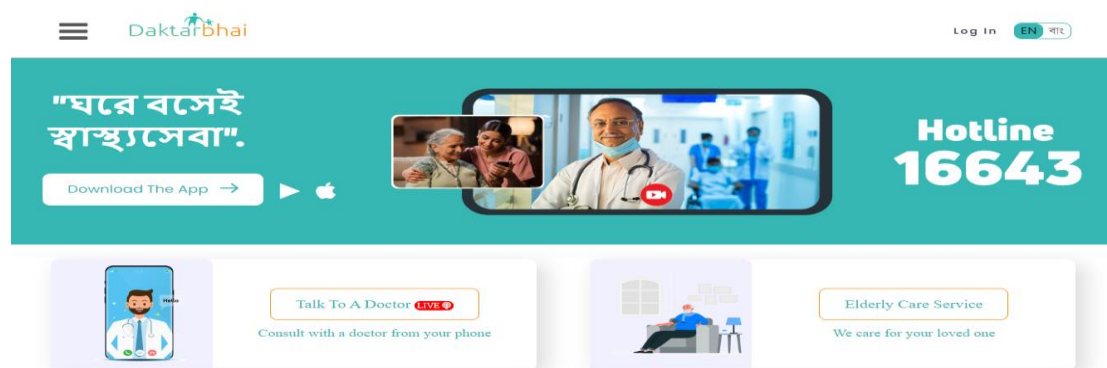 Daktarbhai
Log In EN বাং
"ঘরে বসেই
স্বাস্থ্যসেবা".
Download The App →
Hotline
16643
Hello
Talk To A Doctor LIVE
Consult with a doctor from your phone
Elderly Care Service
We care for your loved one